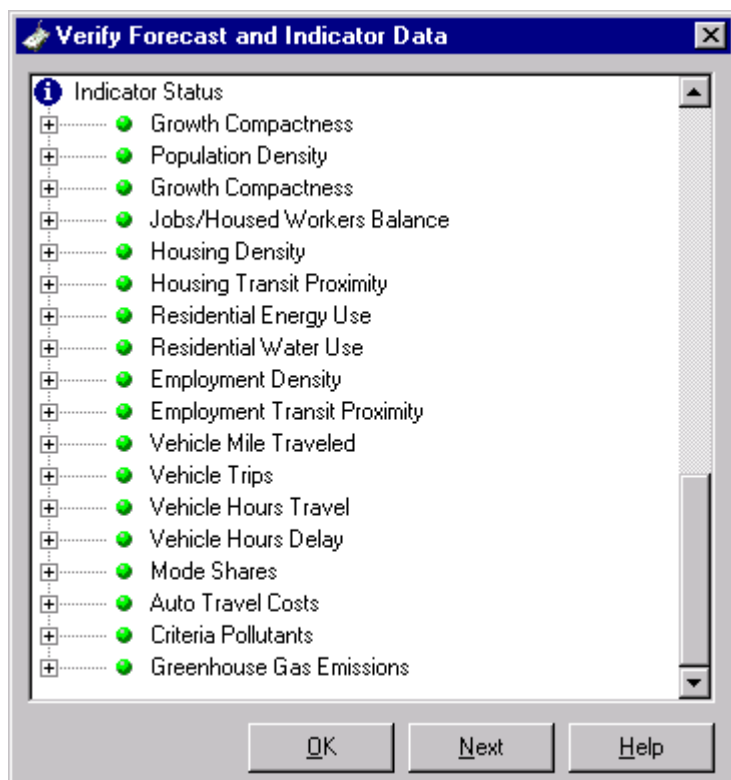 Verify Forecast and Indicator Data
Indicator Status
Growth Compactness
Population Density
Growth Compactness
Jobs/Housed Workers Balance
Housing Density
Housing Transit Proximity
Residential Energy Use
Residential Water Use
Employment Density
Employment Transit Proximity
Vehicle Mile Traveled
Vehicle Trips
Vehicle Hours Travel
Vehicle Hours Delay
Mode Shares
Auto Travel Costs
Criteria Pollutants
Greenhouse Gas Emissions
OK Next Help